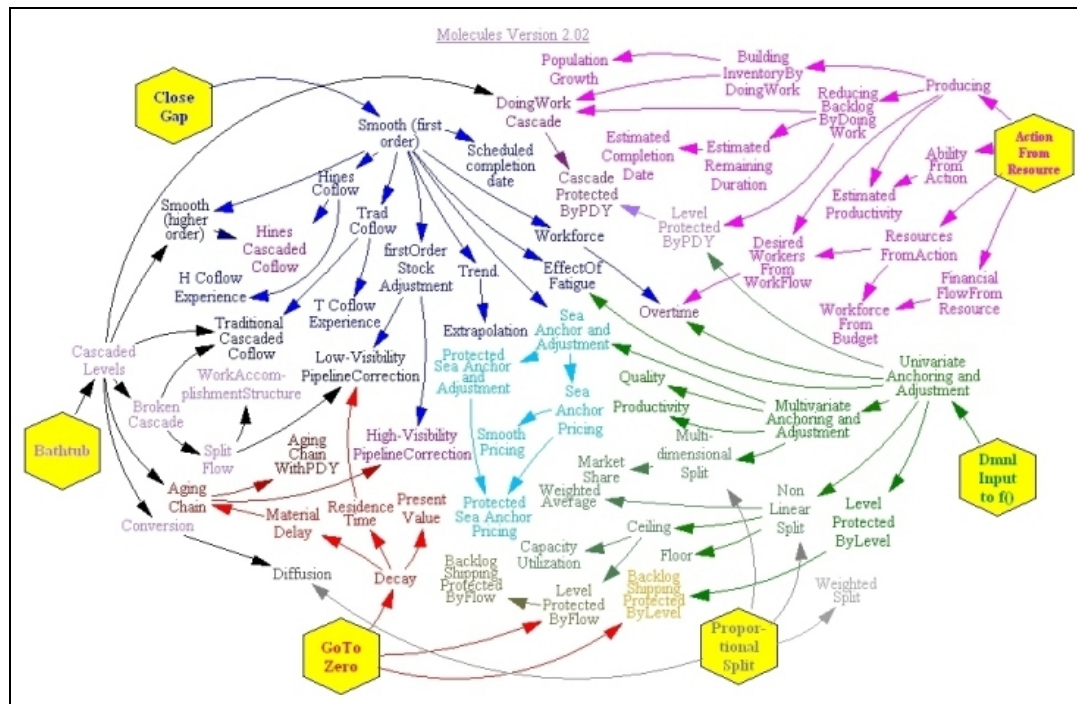 Molecules Version 2.02
Close
Gap
Population
Growth
Building
InventoryBy
DoingWork
Producing
DoingWork
Cascade
Reducing
Backlog
ByDoing
Work
Action
From
Resource
Smooth (first
order)
Scheduled
completion
date
Estimated
Completion
Date
Estimated
Remaining
Duration
Ability
From
Action
Hines
Coflow
Cascade
Protected
ByPDY
Estimated
Productivity
Smooth
(higher
order)
Trad
Coflow
Level
Protected
ByPDY
Hines
Cascaded
Coflow
Workforce
Desired
Workers
From
WorkFlow
Resources
FromAction
firstOrder
Stock
Adjustment
Trend
EffectOf
Fatigue
H Coflow
Experience
T Coflow
Experience
Financial
FlowFrom
Resource
Overtime
Workforce
From
Budget
Traditional
Cascaded
Coflow
Extrapolation
Sea
Anchor and
Adjustment
Cascaded
Levels
Low-Visibility
PipelineCorrection
Protected
Sea Anchor
and
Adjustment
Univariate
Anchoring and
Adjustment
WorkAccom-
plishmentStructure
Quality
Sea
Anchor
Pricing
Broken
Cascade
Productivity
Multivariate
Anchoring and
Adjustment
Bathtub
Split
Flow
Aging
Chain
WithPDY
High-Visibility
PipelineCorrection
Smooth
Pricing
Multi-
dimensional
Split
Dmnl
Input
to f()
Market
Share
Aging
Chain
Residence
Time
Present
Value
Protected
Sea Anchor
Pricing
Weighted
Average
Non
Linear
Split
Level
Protected
ByLevel
Conversion
Material
Delay
Ceiling
Capacity
Utilization
Floor
Diffusion
Decay
Backlog
Shipping
Protected
ByFlow
Level
Protected
ByFlow
Backlog
Shipping
Protected
ByLevel
Weighted
Split
GoTo
Zero
Propor-
tional
Split